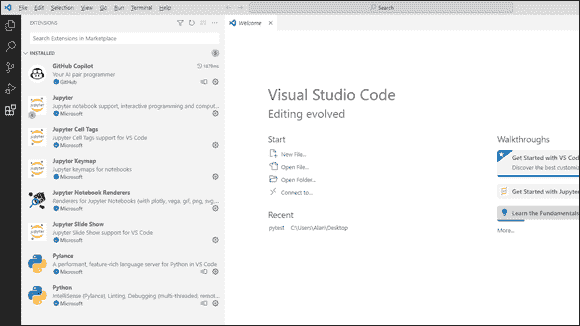 File Edit Selection View Go Run Terminal Help
Search
EXTENSIONS
Search Extensions in Marketplace
INSTALLED
8
GitHub Copilot
Your AI pair programmer
GitHub
Jupyter
Jupyter notebook support, interactive programming and comput...
Microsoft
Jupyter Cell Tags
Jupyter Cell Tags support for VS Code
Microsoft
Jupyter Keymap
Jupyter keymaps for notebooks
Microsoft
Jupyter Notebook Renderers
Renderers for Jupyter Notebooks (with plotly, vega, gif, png, svg, ...
Microsoft
Jupyter Slide Show
Jupyter Slide Show support for VS Code
Microsoft
Pylance
A performant, feature-rich language server for Python in VS Code
Microsoft
Python
IntelliSense (Pylance), Linting, Debugging (multi-threaded, remot...
Microsoft
Welcome
Visual Studio Code
Editing evolved
Start
New File...
Open File...
Open Folder...
Connect to...
Recent
pytest C:\Users\Alan\Desktop
Walkthroughs
Get Started with VS Cod
Discover the best customiz
Get Started with Jupyter
Learn the Fundamentals
More...